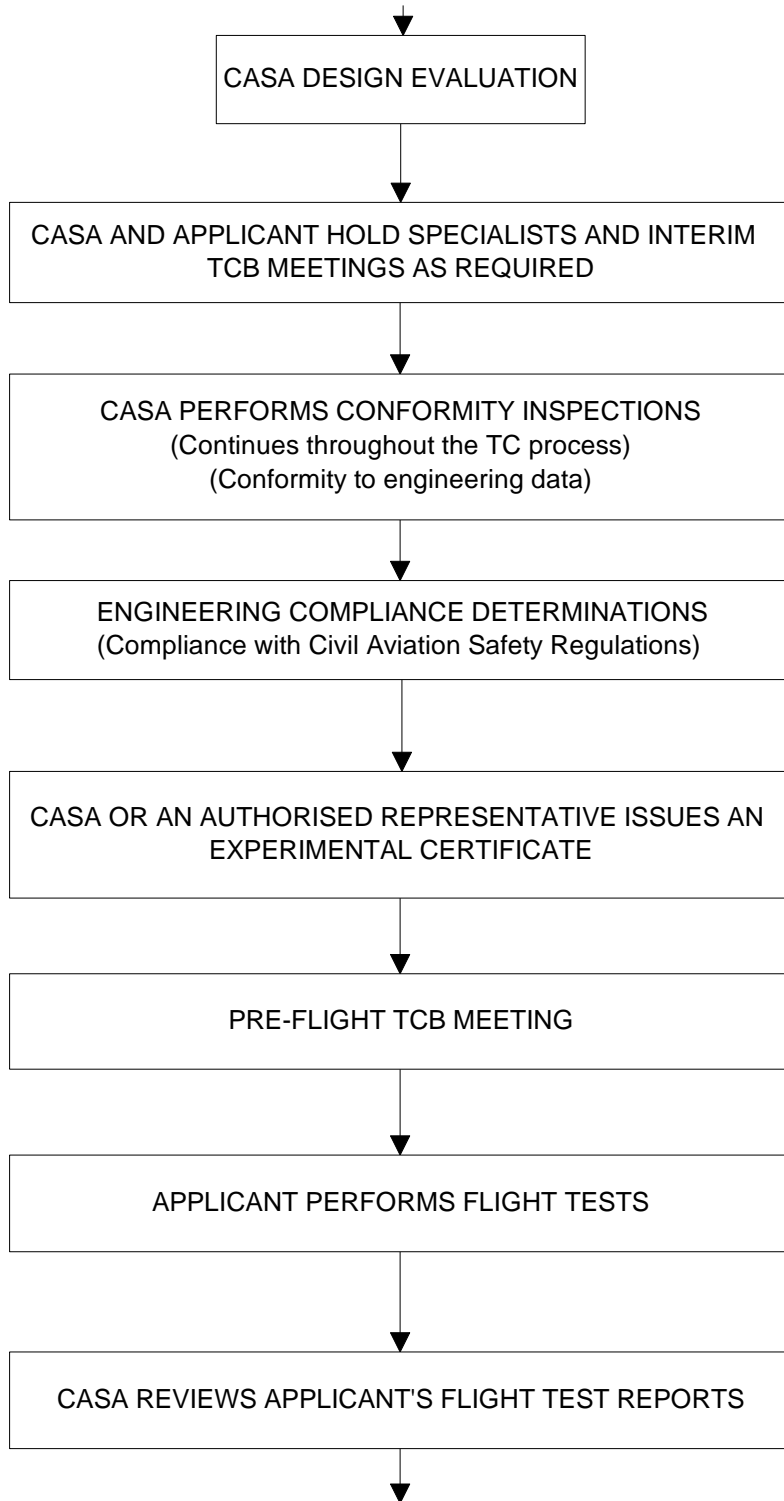 CASA DESIGN EVALUATION
CASA AND APPLICANT HOLD SPECIALISTS AND INTERIM
TCB MEETINGS AS REQUIRED
CASA PERFORMS CONFORMITY INSPECTIONS
(Continues throughout the TC process)
(Conformity to engineering data)
ENGINEERING COMPLIANCE DETERMINATIONS
(Compliance with Civil Aviation Safety Regulations)
CASA OR AN AUTHORISED REPRESENTATIVE ISSUES AN
EXPERIMENTAL CERTIFICATE
PRE-FLIGHT TCB MEETING
APPLICANT PERFORMS FLIGHT TESTS
CASA REVIEWS APPLICANT'S FLIGHT TEST REPORTS